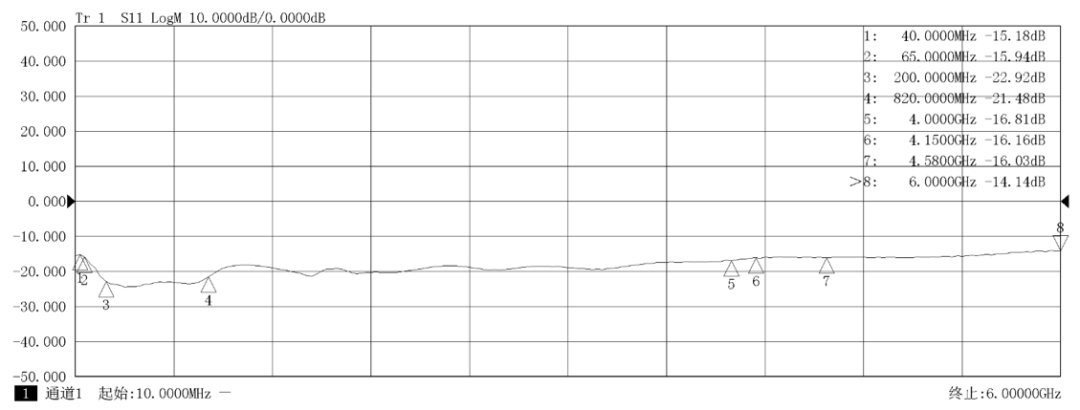 Tr 1 S11 LogM 10.0000dB/0.0000dB
50.000
40.000
30.000
20.000
10.000
0.000
-10.000
-20.000
-30.000
-40.000
-50.000
1: 40.0000MHz -15.18dB
2: 65.0000MHz -15.94dB
3: 200.0000MHz -22.92dB
4: 820.0000MHz -21.48dB
5: 4.0000GHz -16.81dB
6: 4.1500GHz -16.16dB
7: 4.5800GHz -16.03dB
>8: 6.0000GHz -14.14dB
1
2
3
4
5
6
7
8
1 通道1 起始:10.0000MHz — 终止:6.00000GHz